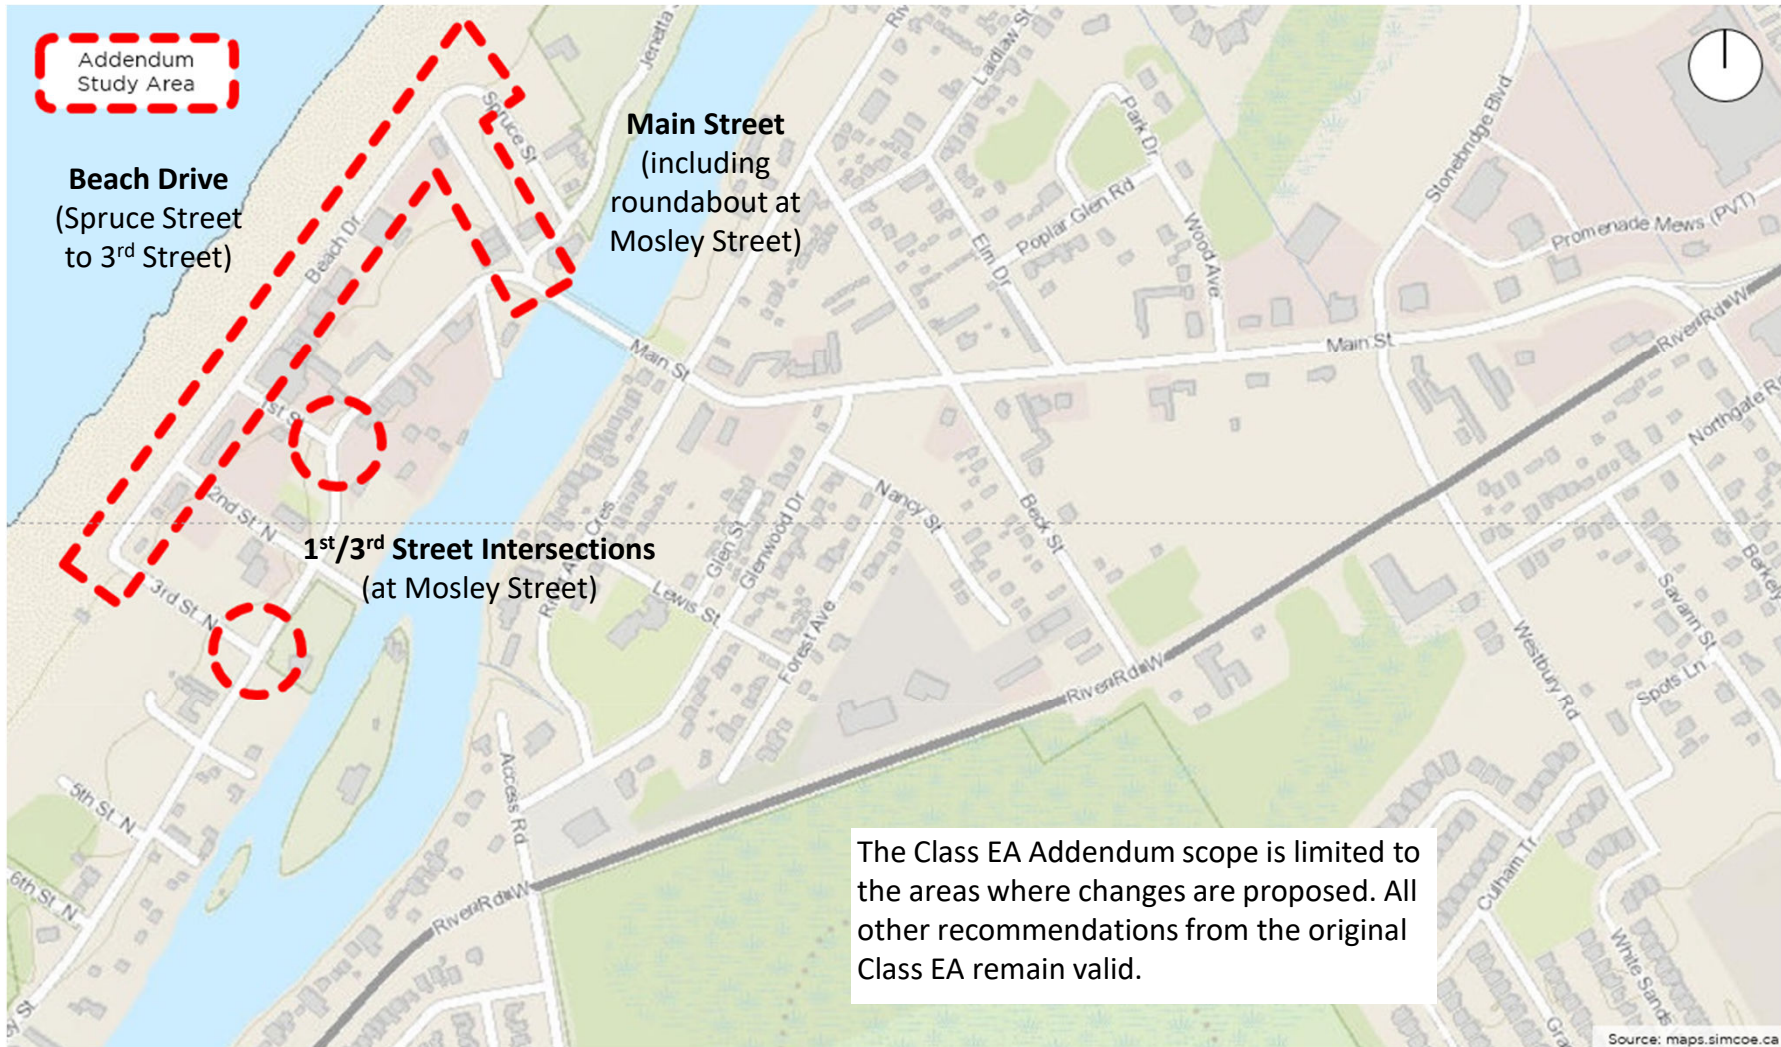 Addendum
Study Area
Beach Drive
(Spruce Street
to 3rd Street)
Main Street
(including
roundabout at
Mosley Street)
1st/3rd Street Intersections
(at Mosley Street)
The Class EA Addendum scope is limited to
the areas where changes are proposed. All
other recommendations from the original
Class EA remain valid.
Jenetta
Spruce St
Beach Dr
1st St
2nd St. N
3rd St. N
5th St. N
6th St. N
Laidlaw St
Park Dr
Poplar Glen Rd
Wood Ave
Elm Dr
Stonebridge Blvd
Promenade Mews (PVT)
Main St
Main St
River Rd W
Northgate Rd
Beck St
Nancy St
Glen St
Glenwood Dr
Lewis St
Forest Ave
River Rd W
Access Rd
River Rd W
Westbury Rd
Savarin St
Berkely
Spots Ln
Culham Tr
White Sands
Source: maps.simcoe.ca